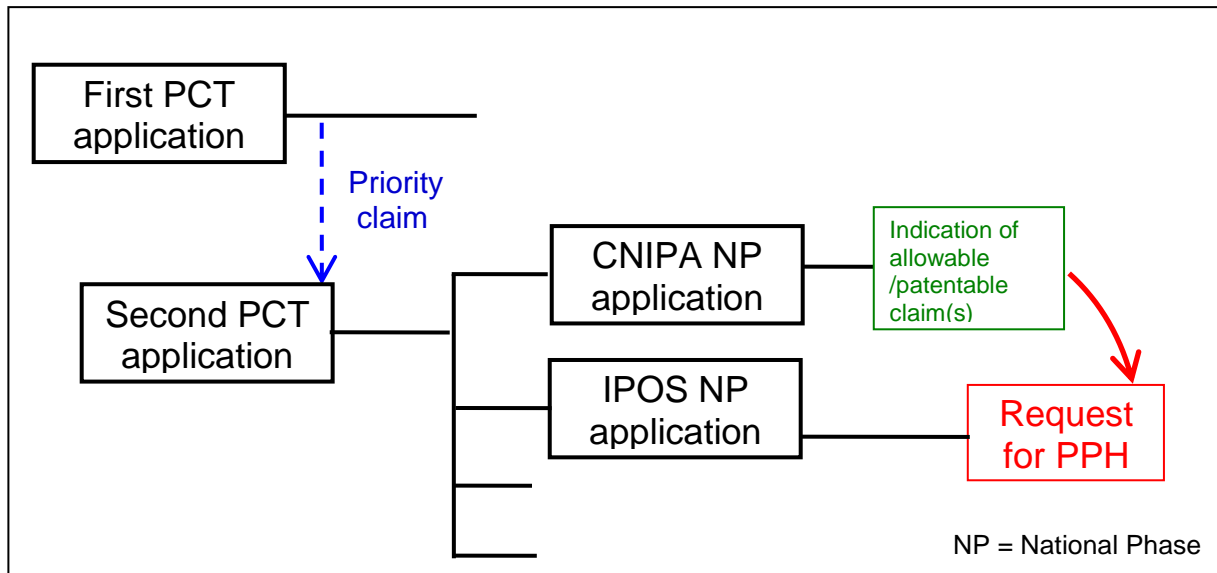 First PCT
application
Priority
claim
Second PCT
application
CNIPA NP
application
Indication of
allowable
/patentable
claim(s)
IPOS NP
application
Request
for PPH
NP = National Phase